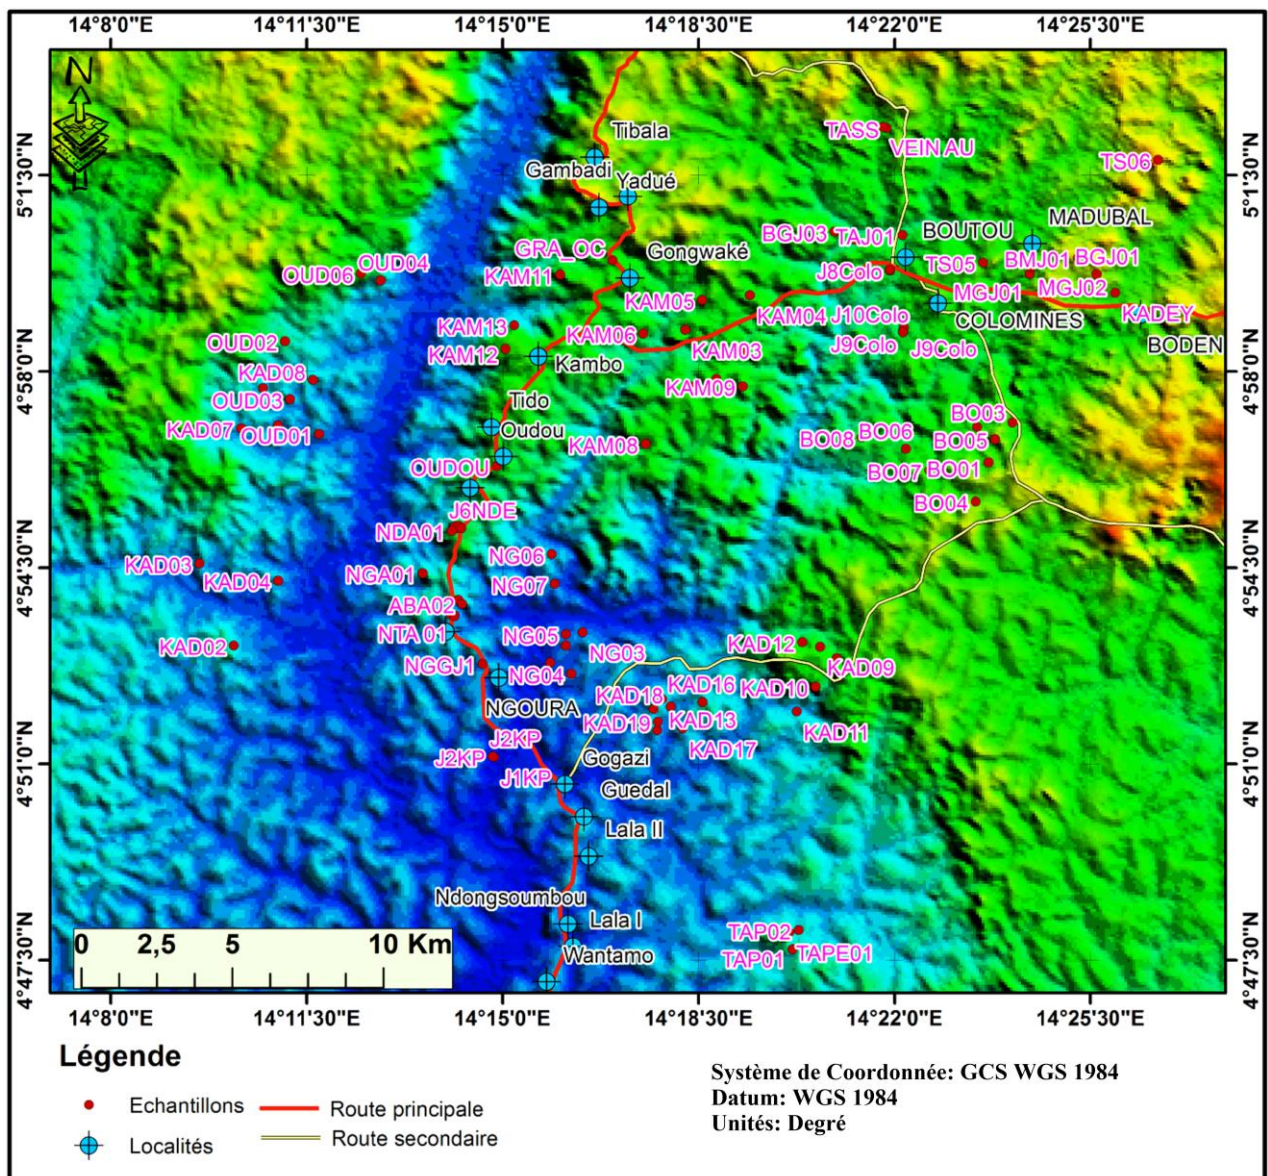 14°8'0"E 14°11'30"E 14°15'0"E 14°18'30"E 14°22'0"E 14°25'30"E
N
Tibala
TASS
VEIN AU
TS06
5°1'30"N 5°1'30"N
Gambadi
Yadué
MADUBAL
BGJ03 TAJ01 BOUTOU
GRA_OC Gongwaké
OUD06 OUD04
KAM11
J8Colo TS05 BMJ01 BGJ01
KAM05
MGJ01 MGJ02
KAM04 J10Colo
KADEY
COLOMINES
KAM13
KAM06
OUD02
KAM12
KAM03
J9Colo J9Colo
BODEN
Kambo
4°58'0"N 4°58'0"N
KAD08
KAM09
OUD03
Tido
BO03
KAD07 OUD01
Oudou
KAM08
BO08 BO06 BO05
OUDOU
BO07 BO01
BO04
J6NDE
NDA01
NG06
KAD03
4°54'30"N 4°54'30"N
KAD04
NGA01
NG07
ABA02
NTA 01
KAD02
NG05
NG03
KAD12
NGGJ1
NG04
KAD09
KAD16
KAD10
KAD18
NGOURA
KAD19 KAD13
KAD11
J2KP
KAD17
J2KP
Gogazi
4°51'0"N 4°51'0"N
J1KP
Guedal
Lala II
Ndongsoumbou
Lala I
TAP02
Wantamo
TAP01 TAPE01
4°47'30"N 4°47'30"N
0 2,5 5 10 Km
14°8'0"E 14°11'30"E 14°15'0"E 14°18'30"E 14°22'0"E 14°25'30"E
Légende
Echantillons
Route principale
Localités
Route secondaire
Système de Coordonnée: GCS WGS 1984
Datum: WGS 1984
Unités: Degré